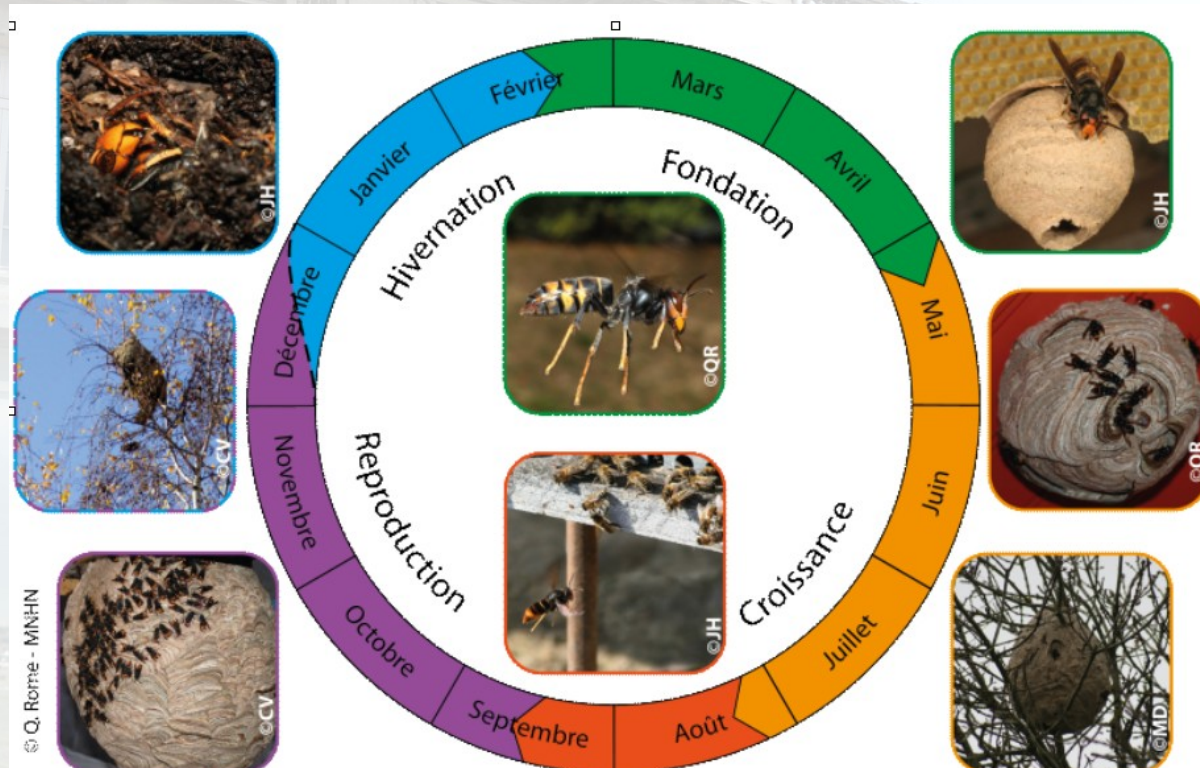 Février
Mars
Janvier
Avril
Hivernation
Fondation
©JH
©JH
Décembre
Mai
©QR
©CV
©QR
Novembre
Juin
Reproduction
Croissance
Octobre
Juillet
Septembre
Août
©JH
©CV
©MDJ
© Q. Rome - MNHN